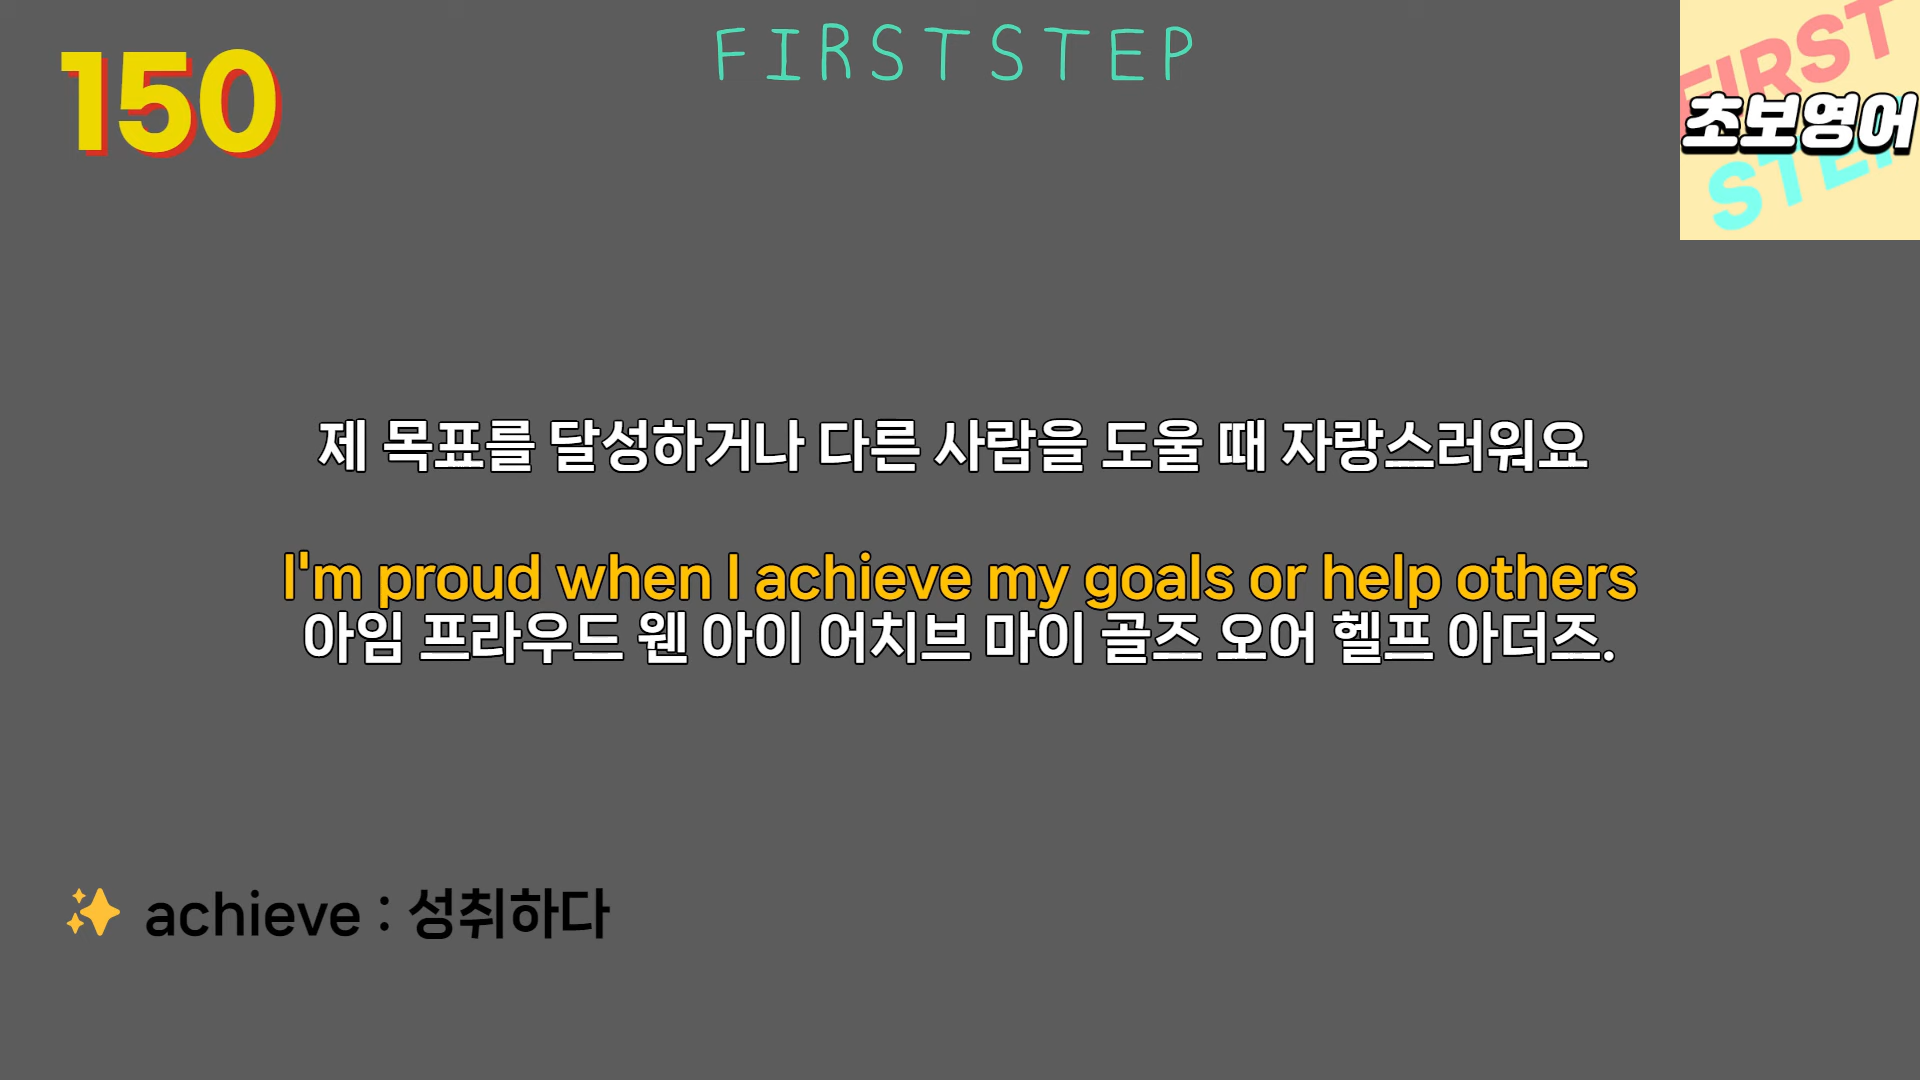 150
FIRSTSTEP
FIRST
초보영어
STEP
제 목표를 달성하거나 다른 사람을 도울 때 자랑스러워요
I'm proud when I achieve my goals or help others
아임 프라우드 웬 아이 어치브 마이 골즈 오어 헬프 아더즈.
✨ achieve : 성취하다